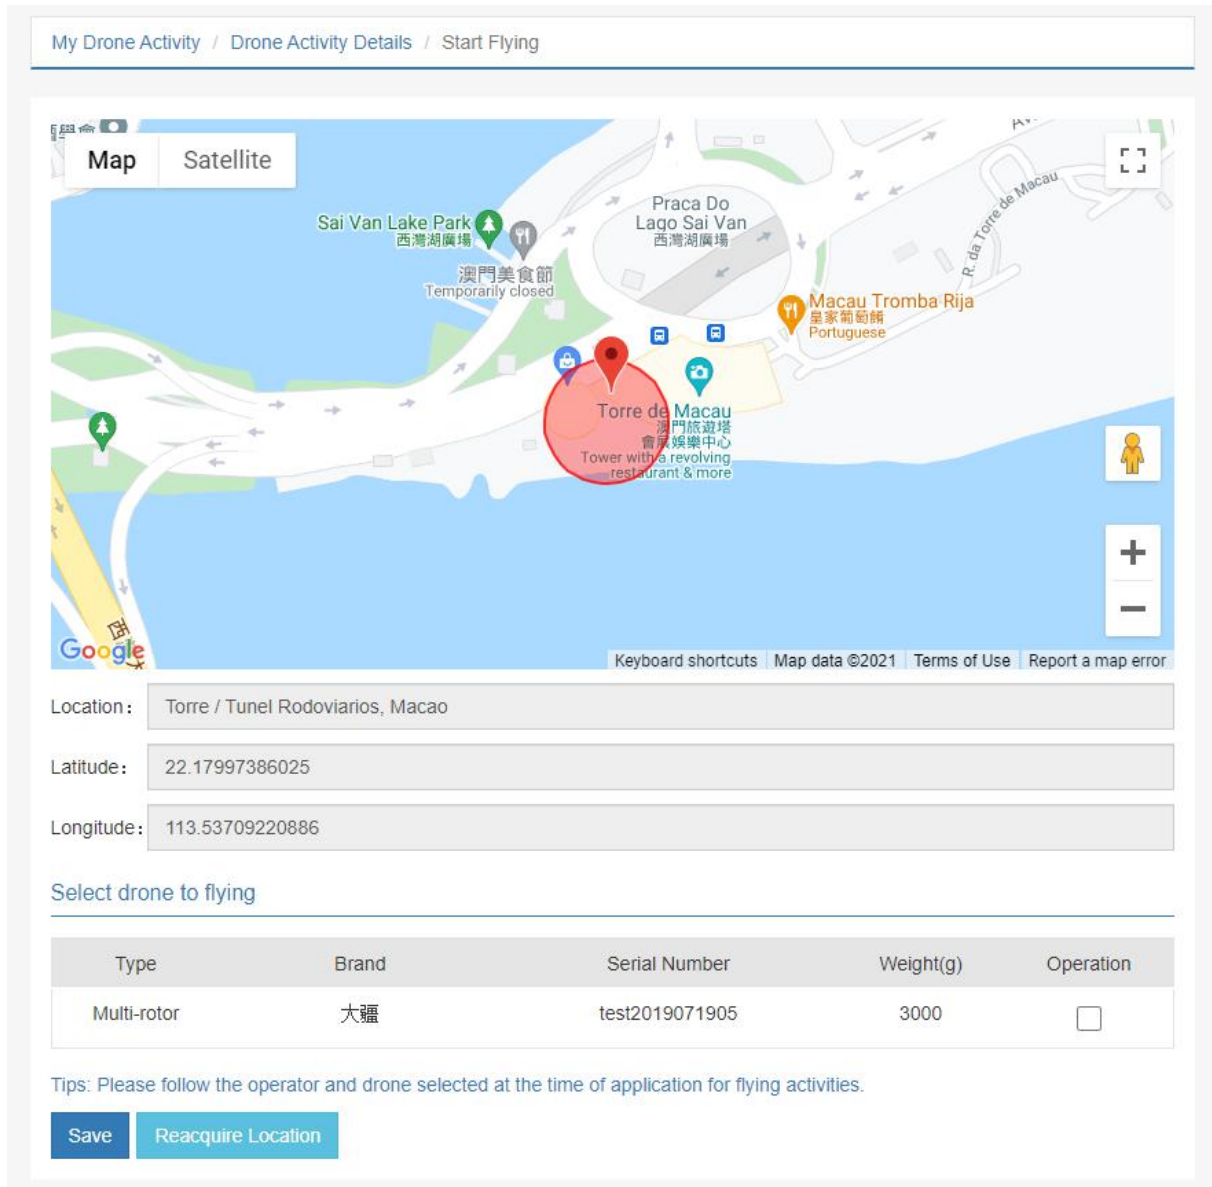 My Drone Activity / Drone Activity Details / Start Flying
Map
Satellite
Sai Van Lake Park
西灣湖廣場
澳門美食節
Temporarily closed
Praca Do
Lago Sai Van
西灣湖廣場
R. da Torre de Macau
Macau Tromba Rija
皇家葡萄餚
Portuguese
Torre de Macau
澳門旅遊塔
會展娛樂中心
Tower with a revolving
restaurant & more
Google
Keyboard shortcuts
Map data ©2021
Terms of Use
Report a map error
Location：
Torre / Tunel Rodoviarios, Macao
Latitude：
22.17997386025
Longitude：
113.53709220886
Select drone to flying
Type Brand Serial Number Weight(g) Operation
Multi-rotor 大疆 test2019071905 3000
Tips: Please follow the operator and drone selected at the time of application for flying activities.
Save
Reacquire Location